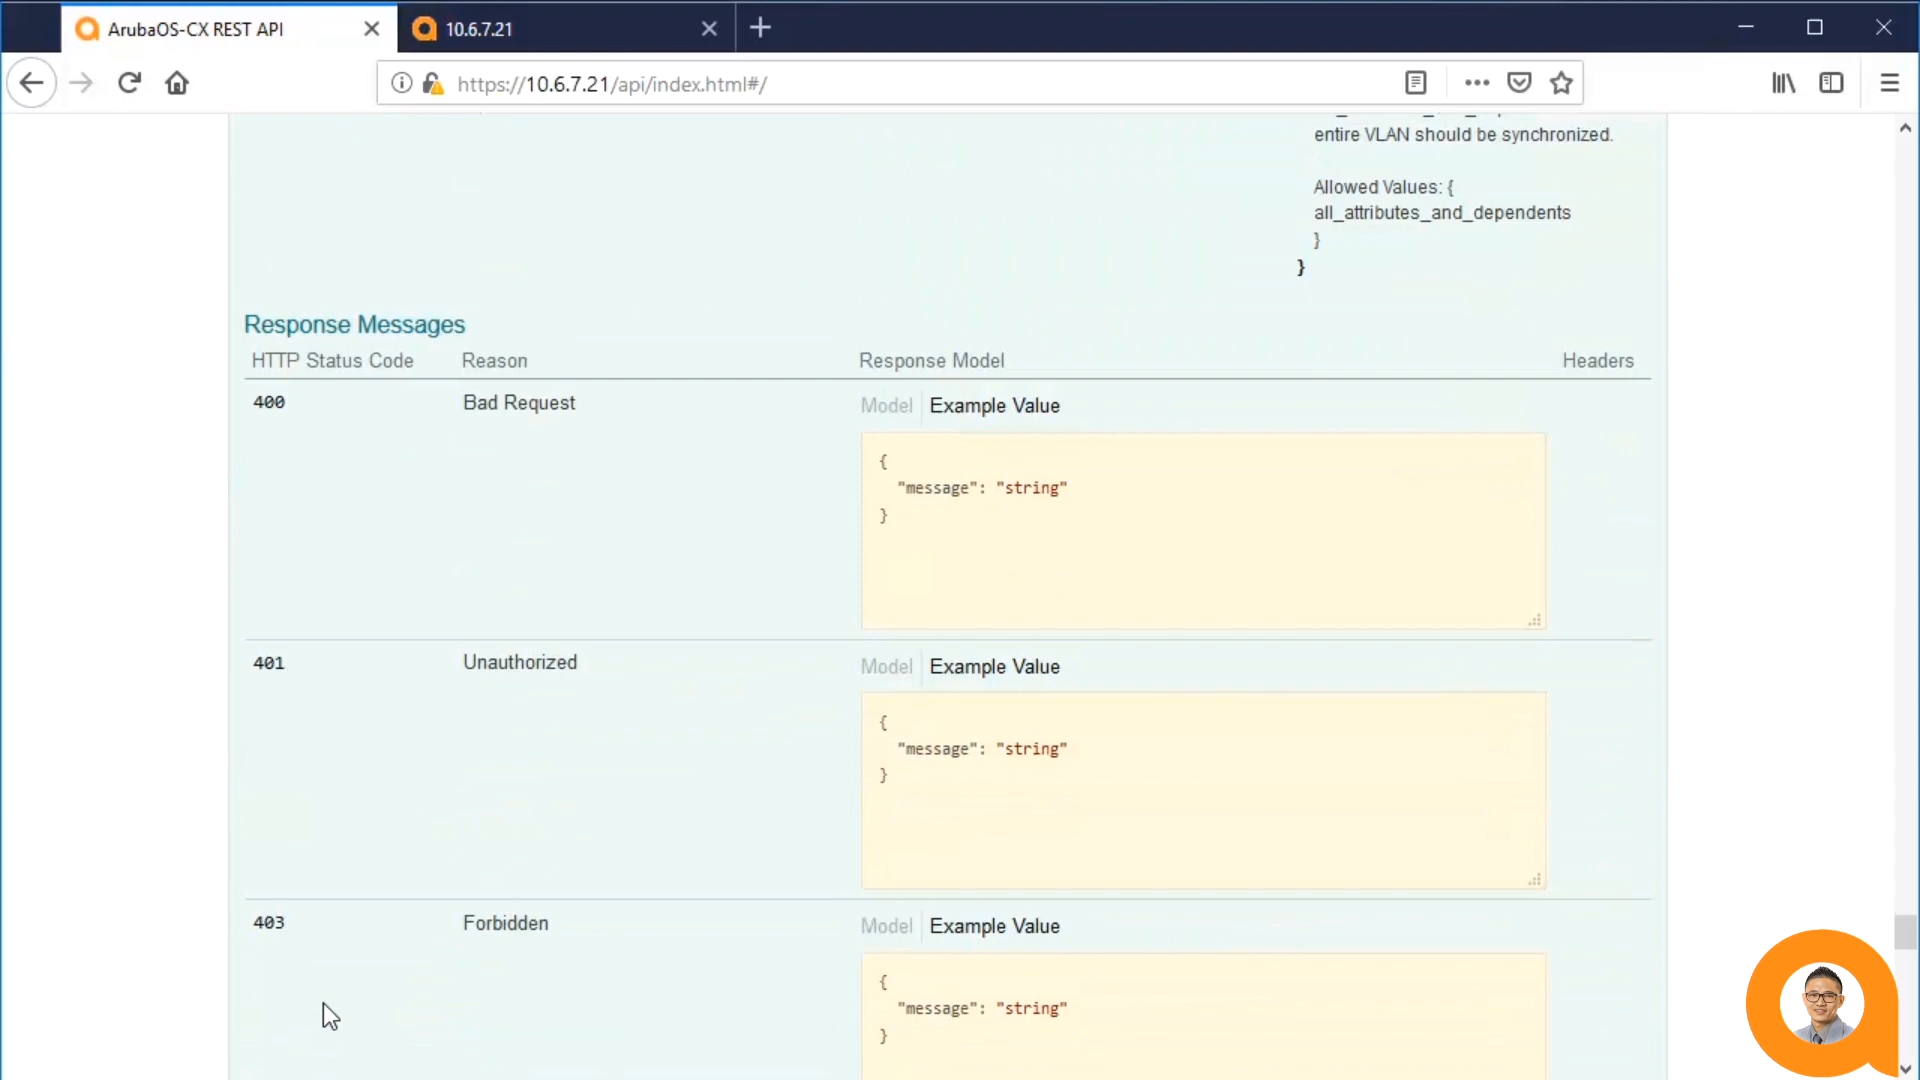 ArubaOS-CX REST API
10.6.7.21
https://10.6.7.21/api/index.html#/
entire VLAN should be synchronized.
Allowed Values: {
all_attributes_and_dependents
}
}
Response Messages
HTTP Status Code Reason Response Model Headers
400 Bad Request Model Example Value
{
"message": "string"
}
401 Unauthorized Model Example Value
{
"message": "string"
}
403 Forbidden Model Example Value
{
"message": "string"
}